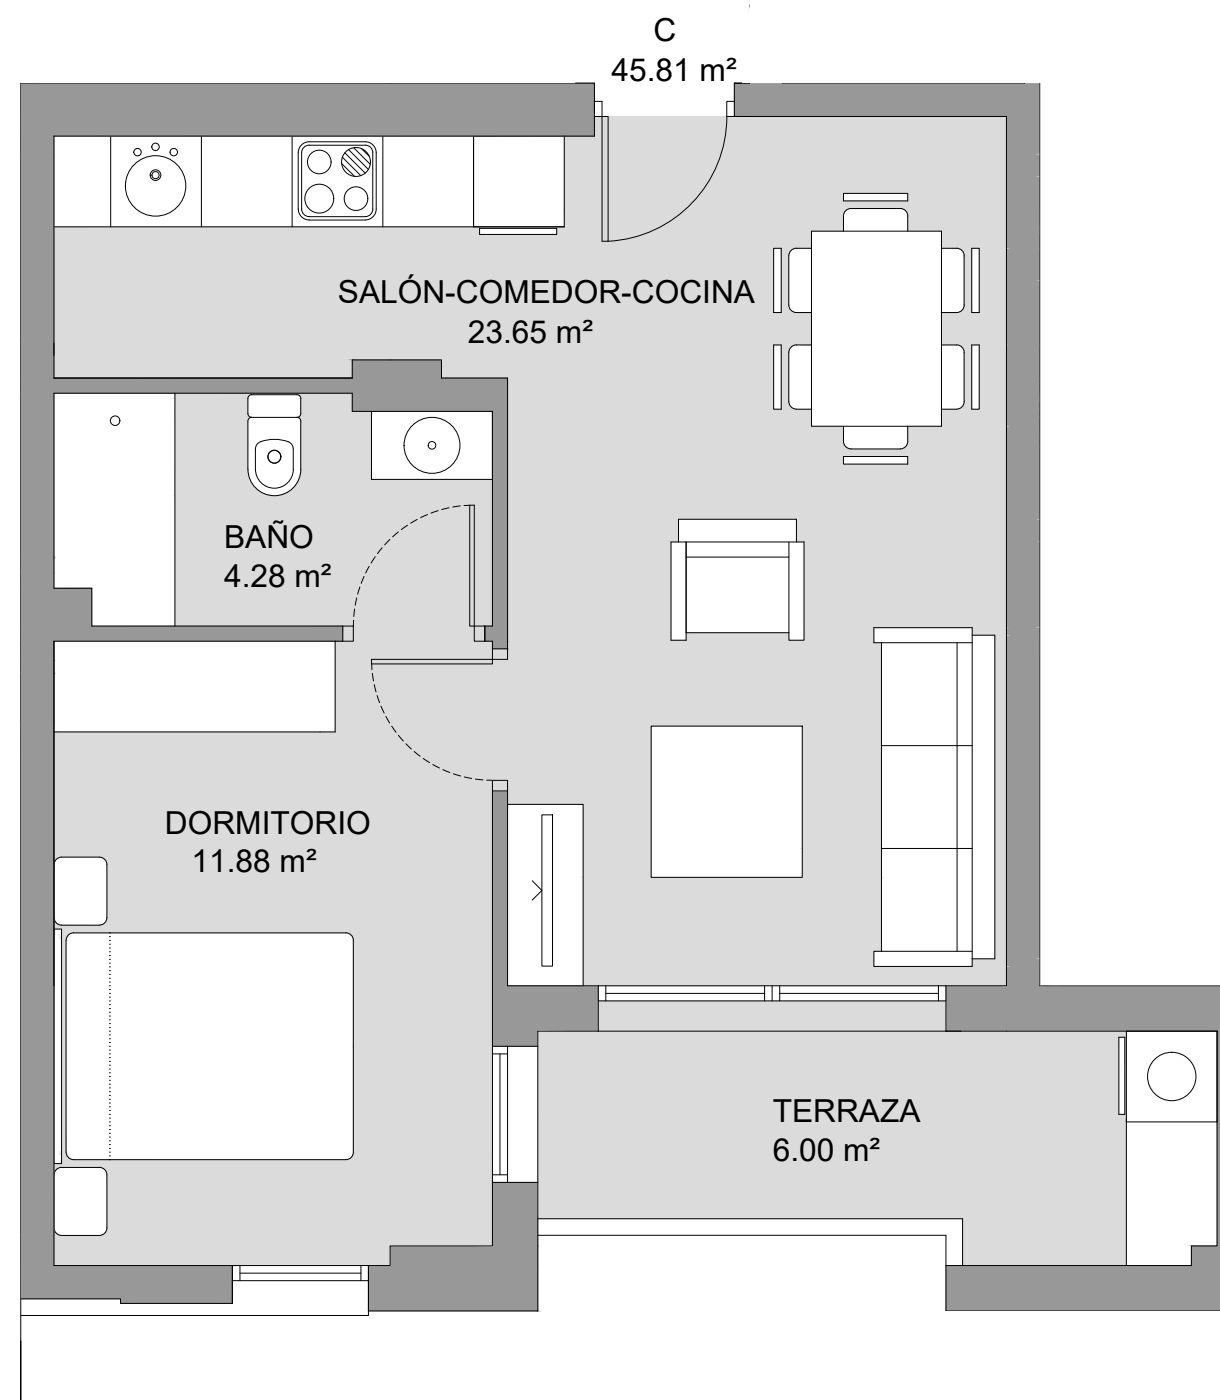 C
45.81 m²
SALÓN-COMEDOR-COCINA
23.65 m²
BAÑO
4.28 m²
DORMITORIO
11.88 m²
TERRAZA
6.00 m²